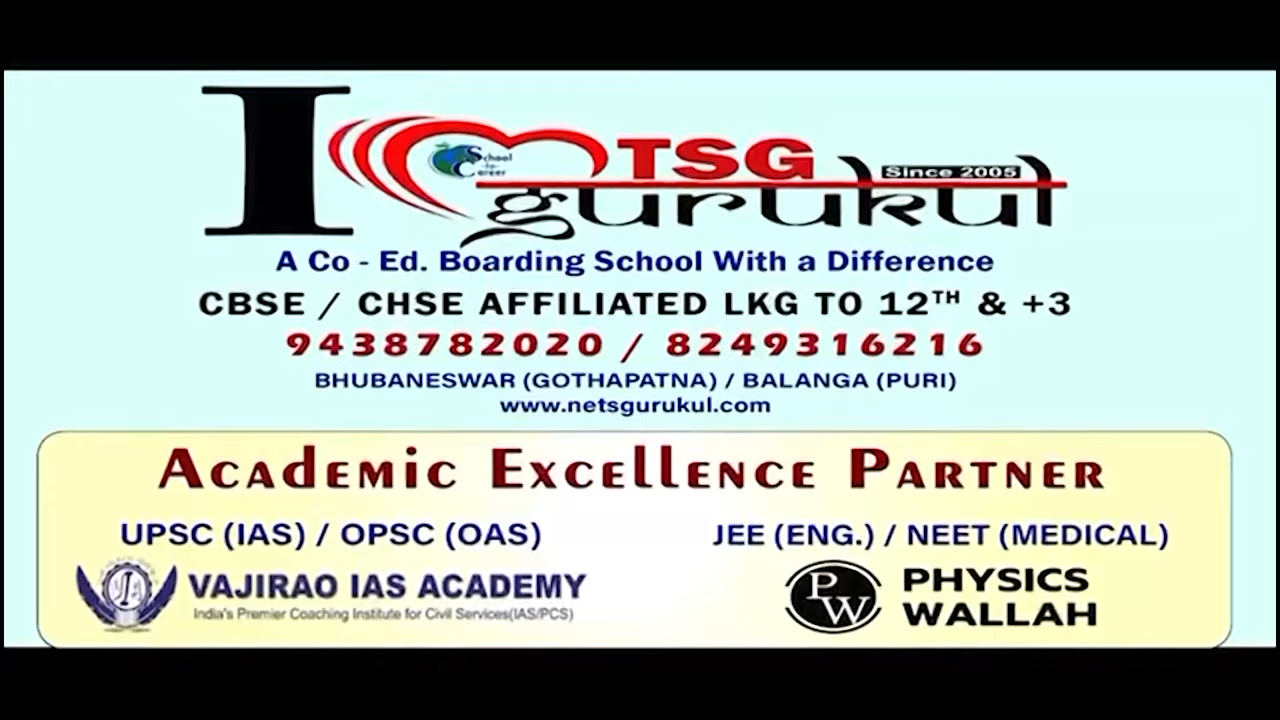 I TSG gurukul Since 2005
School to Career
A Co - Ed. Boarding School With a Difference
CBSE / CHSE AFFILIATED LKG TO 12TH & +3
9438782020 / 8249316216
BHUBANESWAR (GOTHAPATNA) / BALANGA (PURI)
www.netsgurukul.com
Academic Excellence Partner
UPSC (IAS) / OPSC (OAS)
VAJIRAO IAS ACADEMY
India's Premier Coaching Institute for Civil Services(IAS/PCS)
JEE (ENG.) / NEET (MEDICAL)
PW
PHYSICS
WALLAH